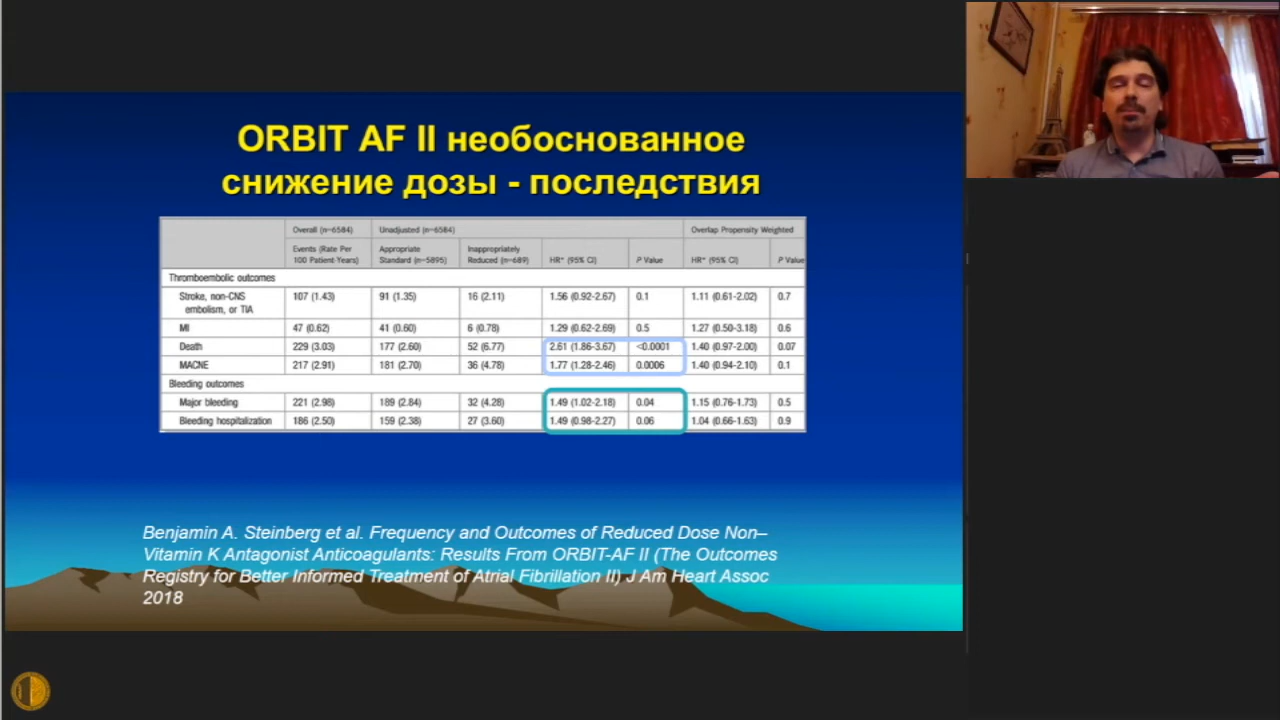 ORBIT AF II необоснованное
снижение дозы - последствия
Overall (n=6584) Unadjusted (n=6584) Overlap Propensity Weighted
Events (Rate Per 100 Patient-Years) Appropriate Standard (n=5895) Inappropriately Reduced (n=689) HR* (95% CI) P Value HR* (95% CI) P Value
Thromboembolic outcomes
Stroke, non-CNS embolism, or TIA 107 (1.43) 91 (1.35) 16 (2.11) 1.56 (0.92-2.67) 0.1 1.11 (0.61-2.02) 0.7
MI 47 (0.62) 41 (0.60) 6 (0.78) 1.29 (0.62-2.69) 0.5 1.27 (0.50-3.18) 0.6
Death 229 (3.03) 177 (2.60) 52 (6.77) 2.61 (1.86-3.67) <0.0001 1.40 (0.97-2.00) 0.07
MACNE 217 (2.91) 181 (2.70) 36 (4.78) 1.77 (1.28-2.46) 0.0006 1.40 (0.94-2.10) 0.1
Bleeding outcomes
Major bleeding 221 (2.98) 189 (2.84) 32 (4.28) 1.49 (1.02-2.18) 0.04 1.15 (0.76-1.73) 0.5
Bleeding hospitalization 186 (2.50) 159 (2.38) 27 (3.60) 1.49 (0.98-2.27) 0.06 1.04 (0.66-1.63) 0.9
Benjamin A. Steinberg et al. Frequency and Outcomes of Reduced Dose Non–
Vitamin K Antagonist Anticoagulants: Results From ORBIT-AF II (The Outcomes
Registry for Better Informed Treatment of Atrial Fibrillation II) J Am Heart Assoc
2018